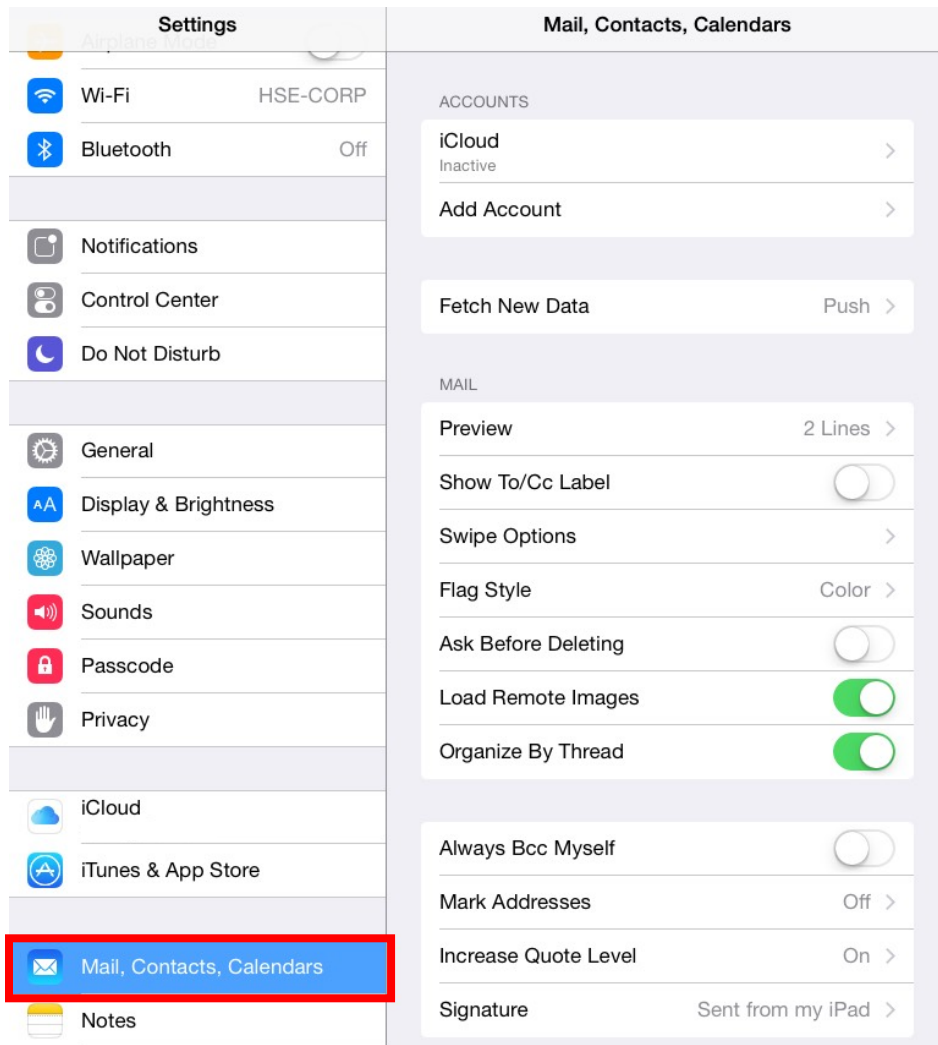 Settings
Airplane Mode
Wi-Fi HSE-CORP
Bluetooth Off
Notifications
Control Center
Do Not Disturb
General
AA Display & Brightness
Wallpaper
Sounds
Passcode
Privacy
iCloud
iTunes & App Store
Mail, Contacts, Calendars
Notes
Mail, Contacts, Calendars
ACCOUNTS
iCloud
Inactive
Add Account
Fetch New Data Push
MAIL
Preview 2 Lines
Show To/Cc Label
Swipe Options
Flag Style Color
Ask Before Deleting
Load Remote Images
Organize By Thread
Always Bcc Myself
Mark Addresses Off
Increase Quote Level On
Signature Sent from my iPad